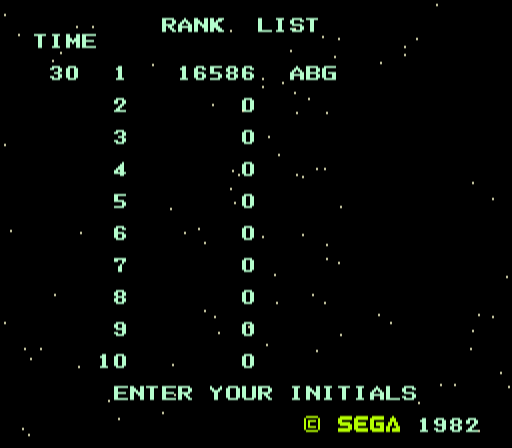 RANK LIST
TIME
30 1 16586 ABG
2 0
3 0
4 0
5 0
6 0
7 0
8 0
9 0
10 0
ENTER YOUR INITIALS
© SEGA 1982